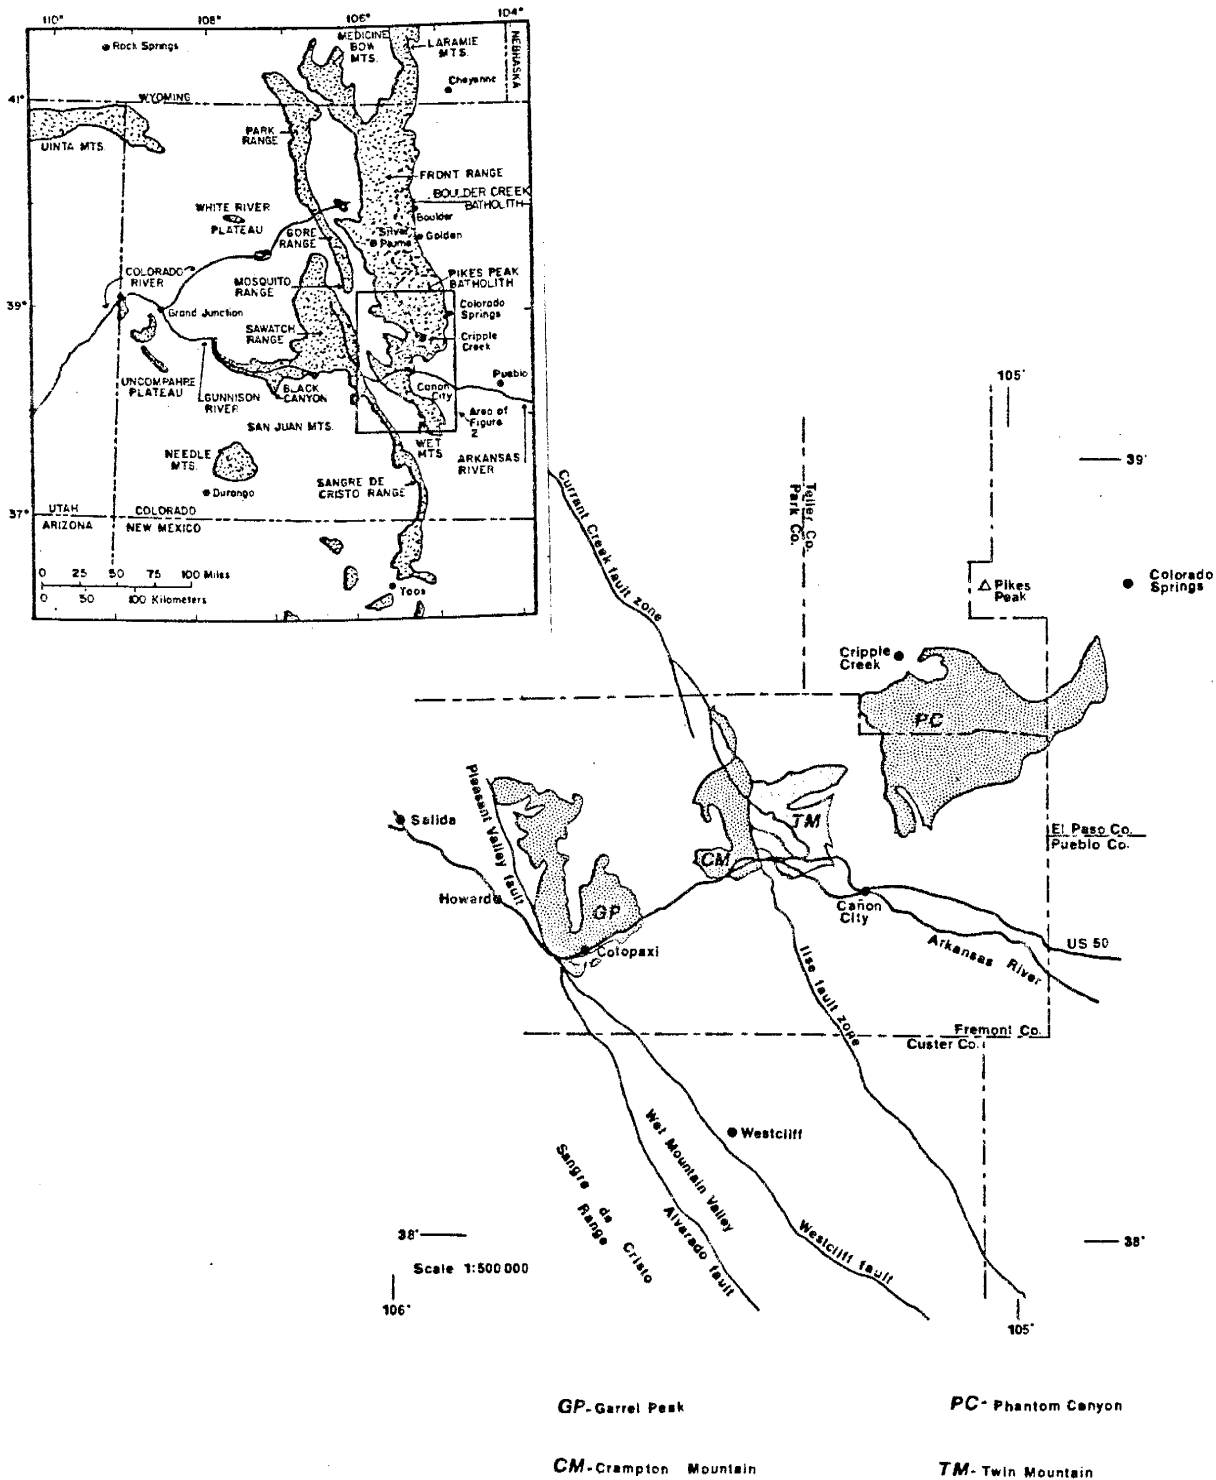 110°
108°
106°
104°
Rock Springs
MEDICINE
BOW
MTS.
LARAMIE
MTS.
NEBRASKA
Cheyenne
41°
WYOMING
UINTA MTS.
PARK
RANGE
FRONT RANGE
BOULDER CREEK
BATHOLITH
Boulder
WHITE RIVER
PLATEAU
GORE
RANGE
Silver
Plume
Golden
COLORADO
RIVER
MOSQUITO
RANGE
PIKES PEAK
BATHOLITH
39°
Grand Junction
SAWATCH
RANGE
Colorado
Springs
Cripple
Creek
UNCOMPAHRE
PLATEAU
GUNNISON
RIVER
BLACK
CANYON
Cañon
City
Pueblo
SAN JUAN MTS.
Area of
Figure
2
WET
MTS
ARKANSAS
RIVER
NEEDLE
MTS.
Durango
SANGRE DE
CRISTO RANGE
37°
UTAH
COLORADO
ARIZONA
NEW MEXICO
0 25 50 75 100 Miles
0 50 100 Kilometers
Taos
105°
39°
Currant Creek fault zone
Teller Co.
Park Co.
Pikes
Peak
Colorado
Springs
Cripple
Creek
PC
Pleasant Valley fault
Salida
TM
El Paso Co.
Pueblo Co.
CM
Howard
GP
Cañon
City
Cotopaxi
US 50
Arkansas River
Ilse fault zone
Fremont Co.
Custer Co.
Westcliff
Wet Mountain Valley
Sangre de Cristo
Range
Alvarado fault
Westcliff fault
38°
38°
Scale 1:500 000
106°
105°
GP-Garrel Peak
PC- Phantom Canyon
CM-Crampton Mountain
TM- Twin Mountain